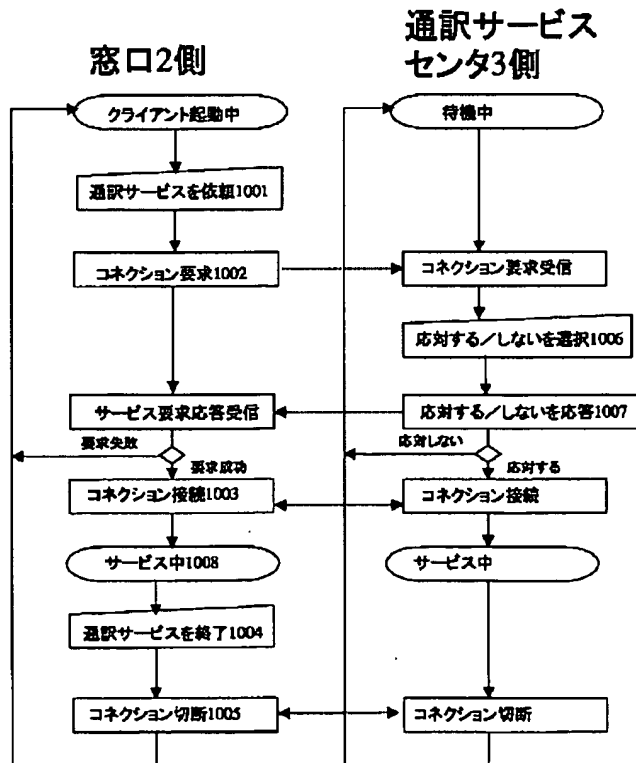 窓口2側
通訳サービス
センタ3側
クライアント起動中
待機中
通訳サービスを依頼1001
コネクション要求1002
コネクション要求受信
応対する/しないを選択1006
サービス要求応答受信
応対する/しないを応答1007
要求失敗
応対しない
要求成功
応対する
コネクション接続1003
コネクション接続
サービス中1008
サービス中
通訳サービスを終了1004
コネクション切断1005
コネクション切断